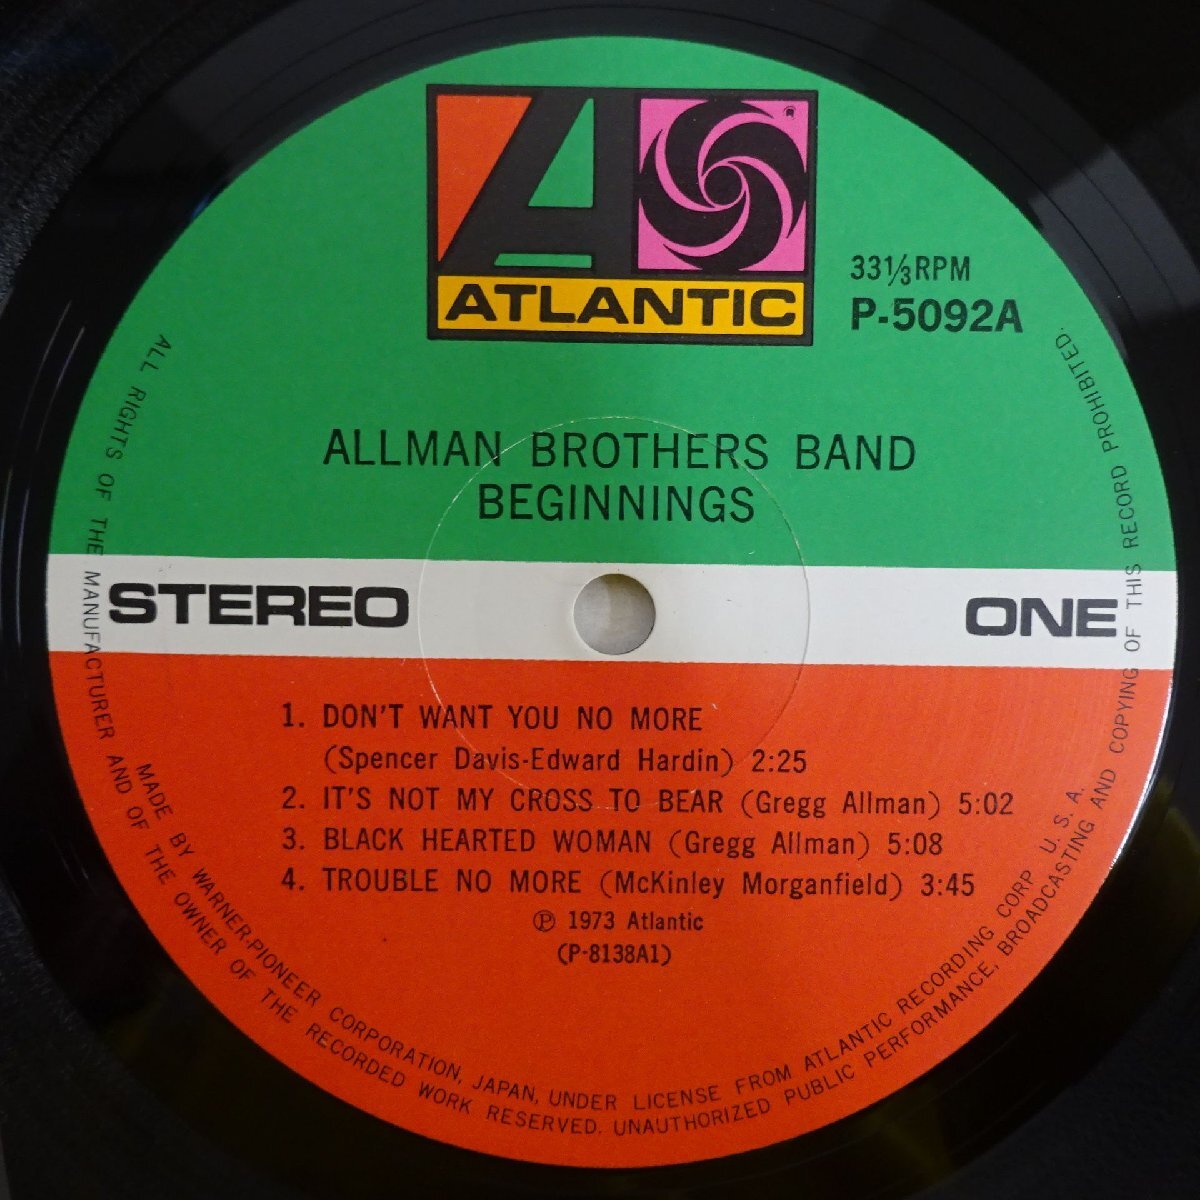 ATLANTIC
®
33⅓RPM
P-5092A
ALLMAN BROTHERS BAND
BEGINNINGS
STEREO
ONE
1. DON'T WANT YOU NO MORE
(Spencer Davis-Edward Hardin) 2:25
2. IT'S NOT MY CROSS TO BEAR (Gregg Allman) 5:02
3. BLACK HEARTED WOMAN (Gregg Allman) 5:08
4. TROUBLE NO MORE (McKinley Morganfield) 3:45
℗ 1973 Atlantic
(P-8138A1)
MADE BY WARNER-PIONEER CORPORATION, JAPAN, UNDER LICENSE FROM ATLANTIC RECORDING CORP U. S. A.
ALL RIGHTS OF THE MANUFACTURER AND OF THE OWNER OF THE RECORDED WORK RESERVED. UNAUTHORIZED PUBLIC PERFORMANCE, BROADCASTING AND COPYING OF THIS RECORD PROHIBITED.